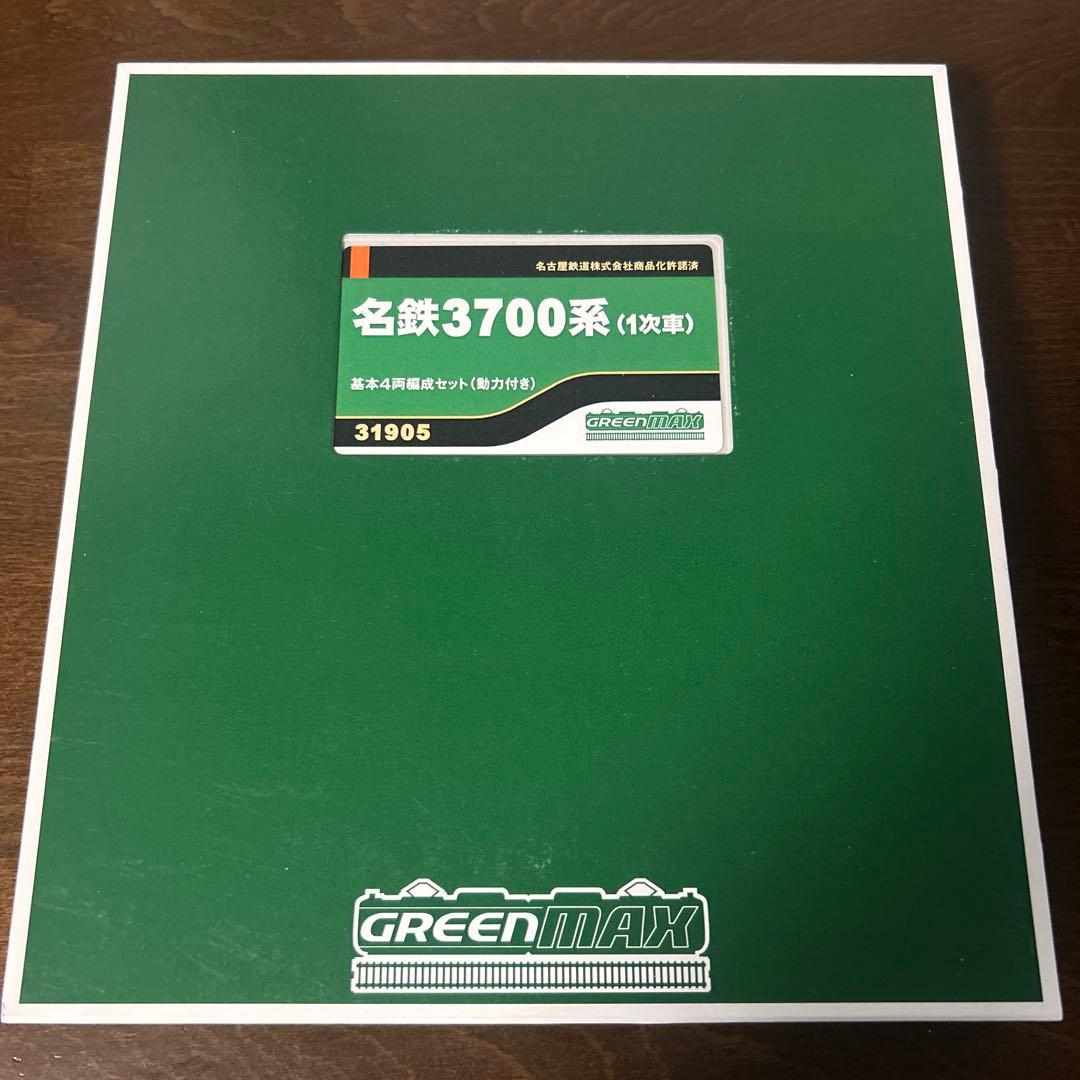 名古屋鉄道株式会社商品化許諾済
名鉄3700系(1次車)
基本4両編成セット(動力付き)
31905
GREENMAX
GREENMAX